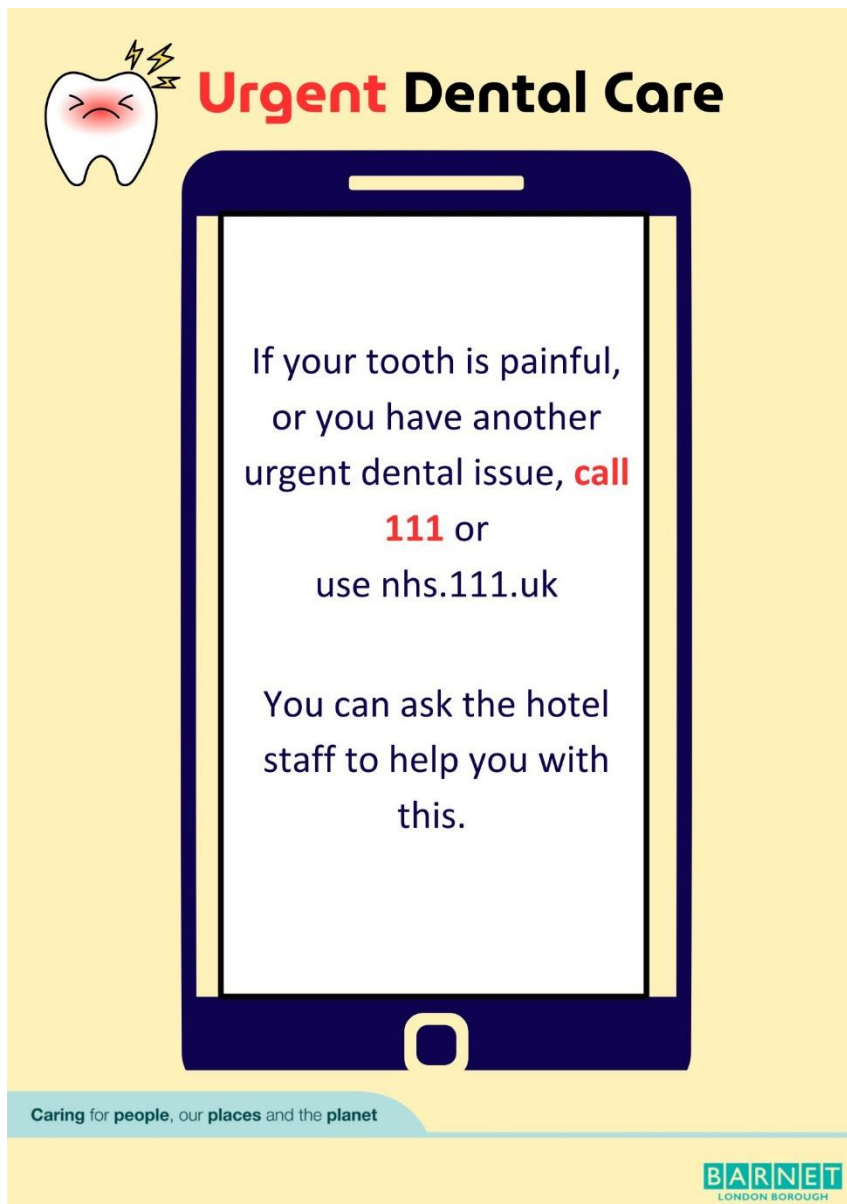 Urgent Dental Care
If your tooth is painful,
or you have another
urgent dental issue, call
111 or
use nhs.111.uk
You can ask the hotel
staff to help you with
this.
Caring for people, our places and the planet
BARNET
LONDON BOROUGH